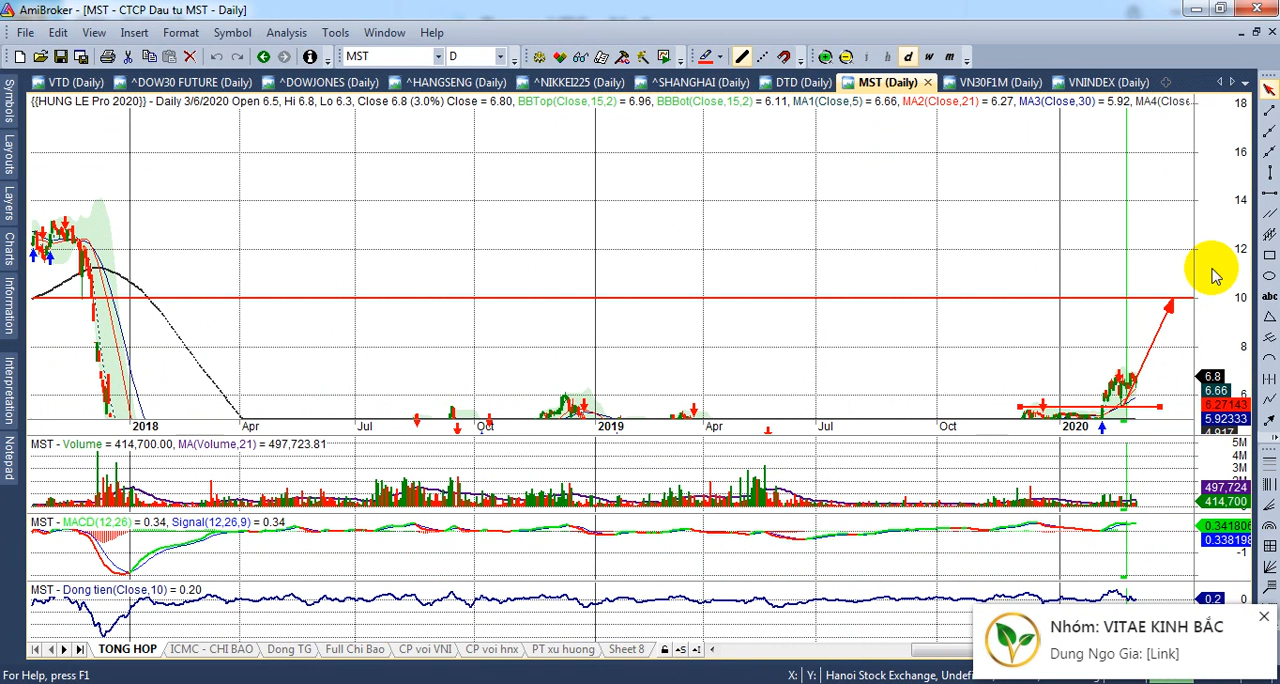 AmiBroker - [MST - CTCP Dau tu MST - Daily]
File Edit View Insert Format Symbol Analysis Tools Window Help
MST D i h d w m
VTD (Daily) ^DOW30 FUTURE (Daily) ^DOWJONES (Daily) ^HANGSENG (Daily) ^NIKKEI225 (Daily) ^SHANGHAI (Daily) DTD (Daily) MST (Daily) VN30F1M (Daily) VNINDEX (Daily)
Symbols
Layouts
Layers
Charts
Information
Interpretation
Notepad
{{HUNG LE Pro 2020}} - Daily 3/6/2020 Open 6.5, Hi 6.8, Lo 6.3, Close 6.8 (3.0%) Close = 6.80, BBTop(Close,15,2) = 6.96, BBBot(Close,15,2) = 6.11, MA1(Close,5) = 6.66, MA2(Close,21) = 6.27, MA3(Close,30) = 5.92, MA4(Close
18
16
14
12
10
8
6
6.8
6.66
6.27143
5.92333
4.917
abc
2018 Apr Jul Oct 2019 Apr Jul Oct 2020
MST - Volume = 414,700.00, MA(Volume,21) = 497,723.81
5M
4M
3M
497,724
414,700
MST - MACD(12,26) = 0.34, Signal(12,26,9) = 0.34
0.341806
0.338198
-1
MST - Dong tien(Close,10) = 0.20
0.2 0
Nhóm: VITAE KINH BẮC
Dung Ngo Gia: [Link]
TONG HOP ICMC - CHI BAO Dong TG Full Chi Bao CP voi VNI CP voi hnx PT xu huong Sheet 8
For Help, press F1
X: Y: Hanoi Stock Exchange, Undef